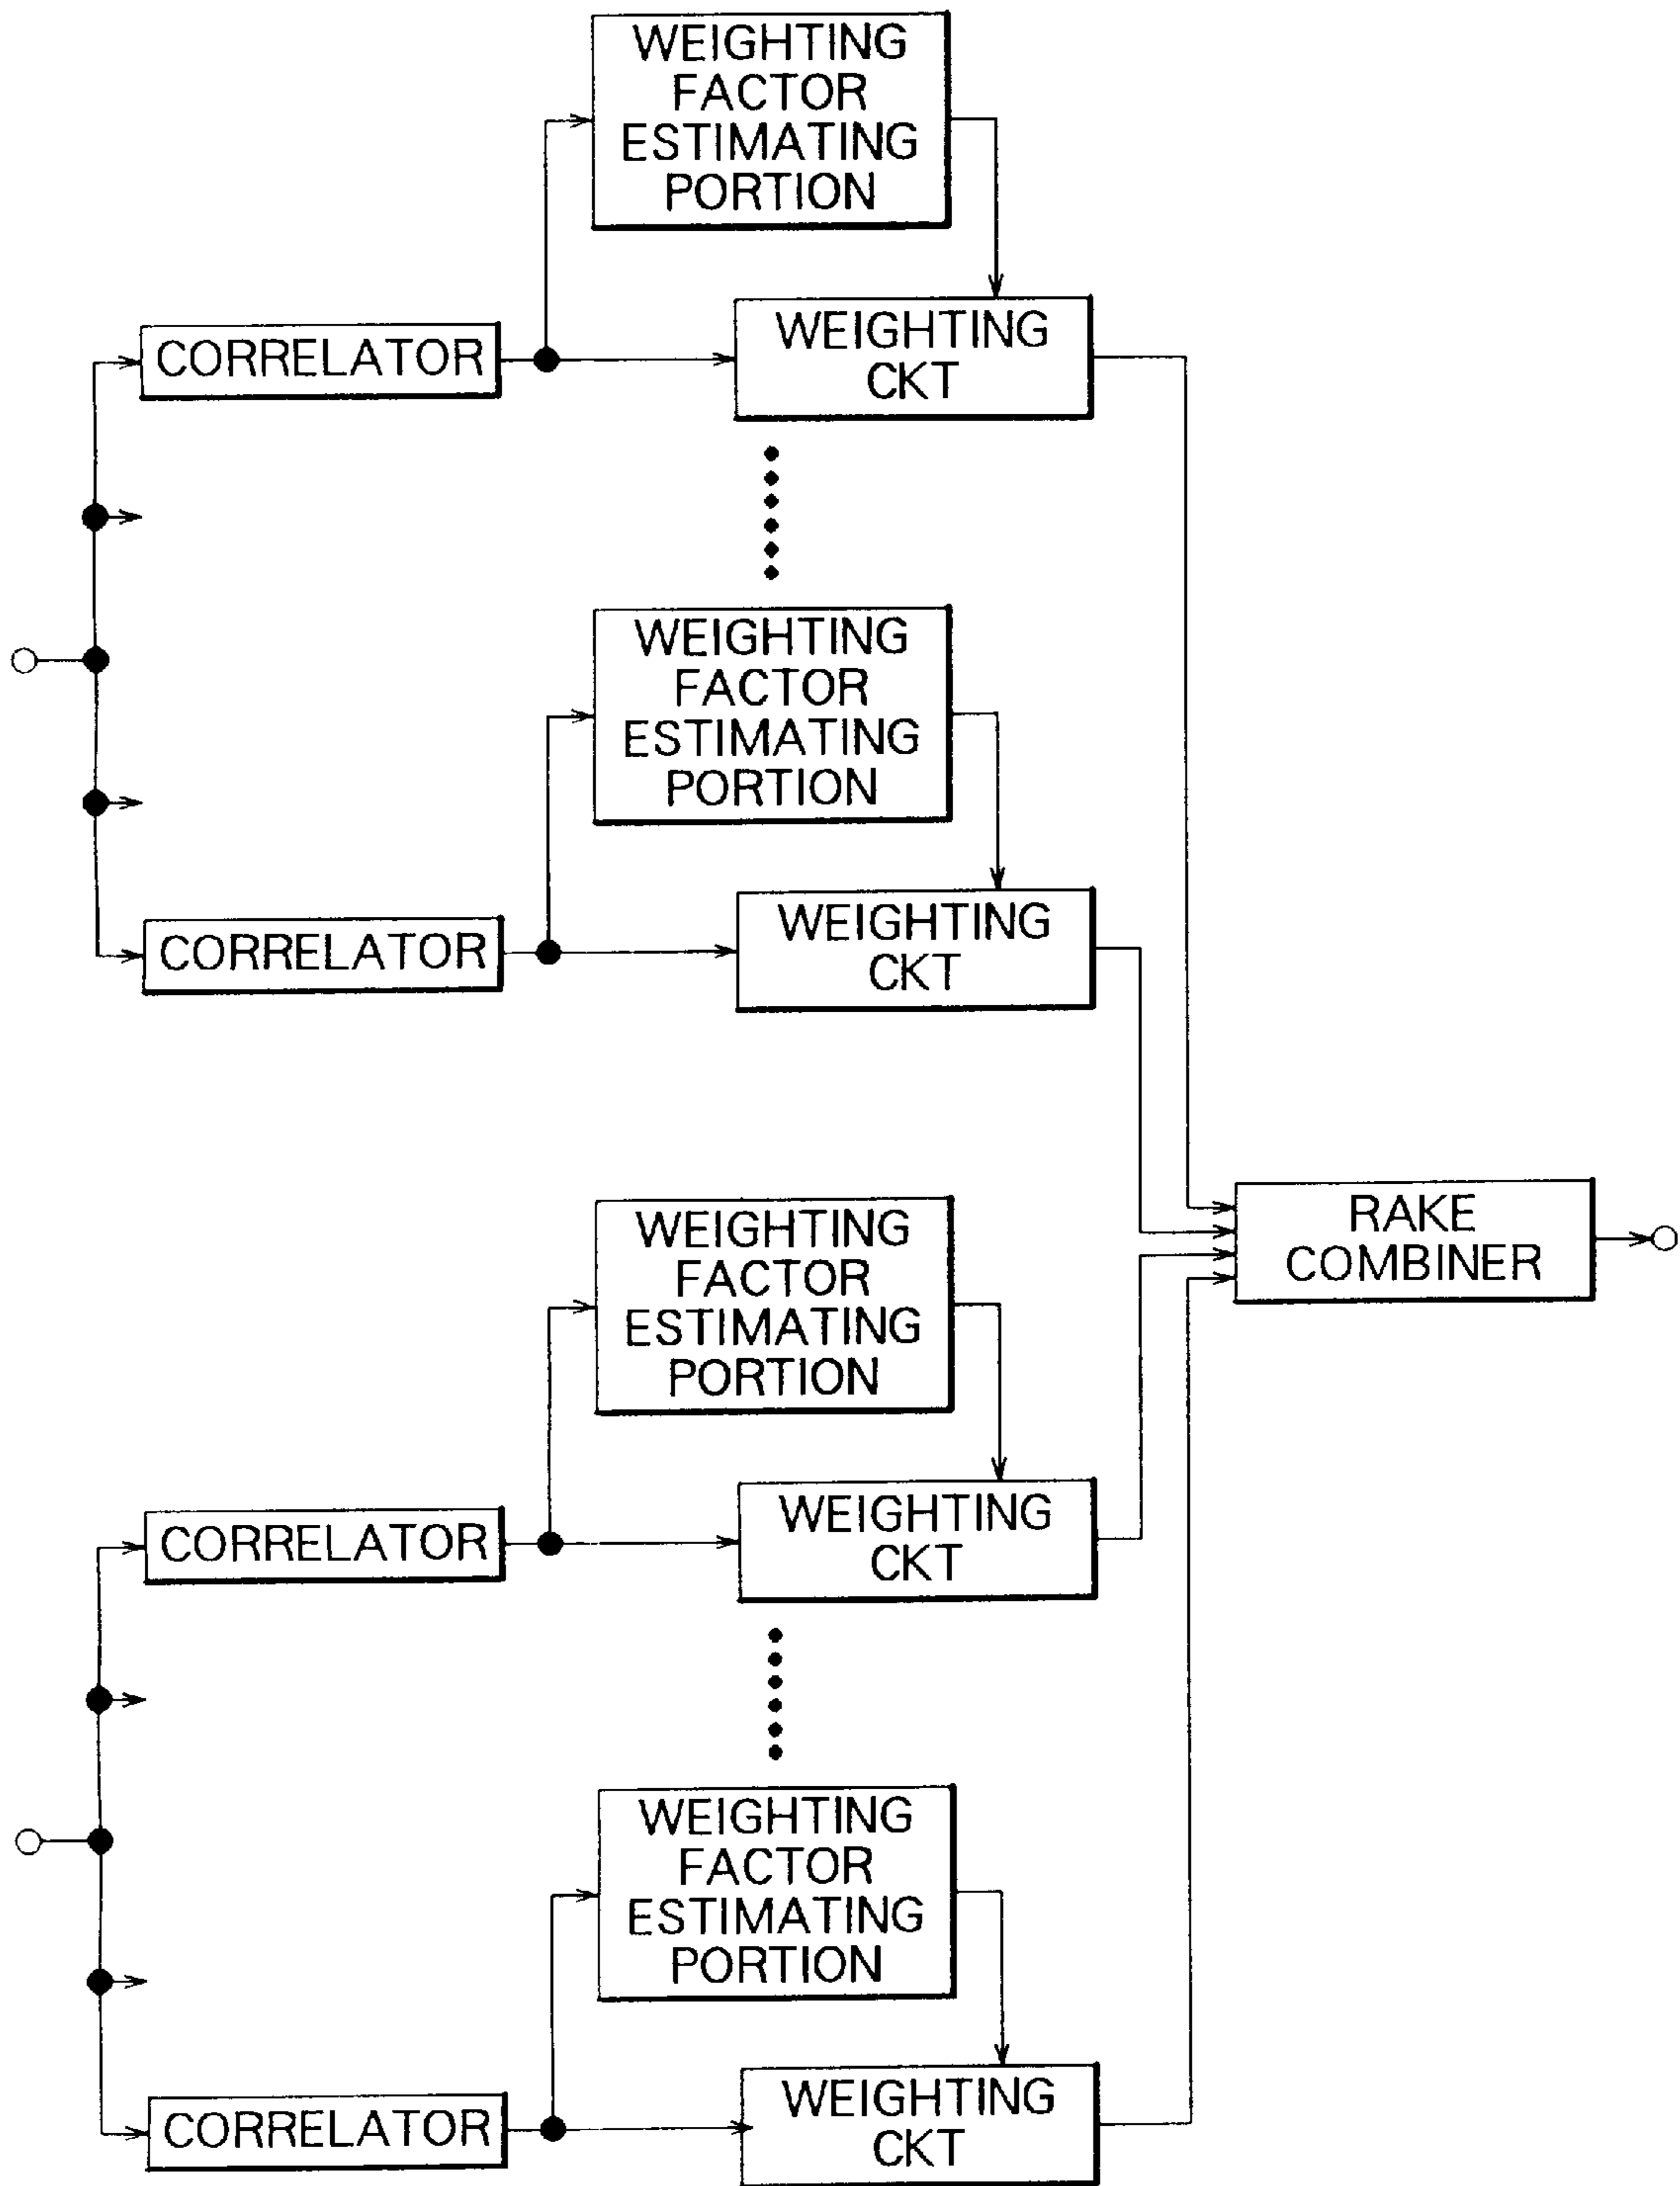 WEIGHTING
FACTOR
ESTIMATING
PORTION
CORRELATOR
WEIGHTING
CKT
WEIGHTING
FACTOR
ESTIMATING
PORTION
CORRELATOR
WEIGHTING
CKT
RAKE
COMBINER
WEIGHTING
FACTOR
ESTIMATING
PORTION
CORRELATOR
WEIGHTING
CKT
WEIGHTING
FACTOR
ESTIMATING
PORTION
CORRELATOR
WEIGHTING
CKT